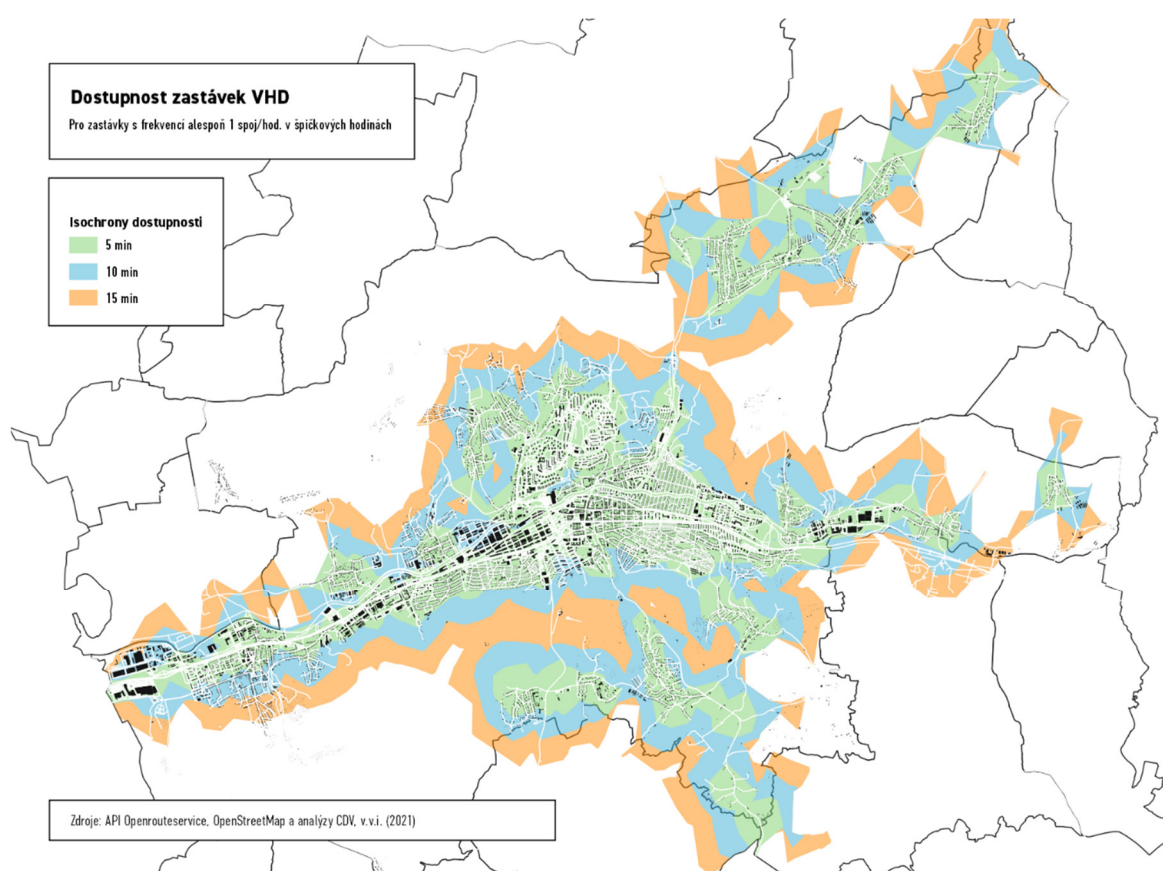 Dostupnost zastávek VHD
Pro zastávky s frekvencí alespoň 1 spoj/hod. v špičkových hodinách
Isochrony dostupnosti
5 min
10 min
15 min
Zdroje: API Openrouteservice, OpenStreetMap a analýzy CDV, v.v.i. (2021)